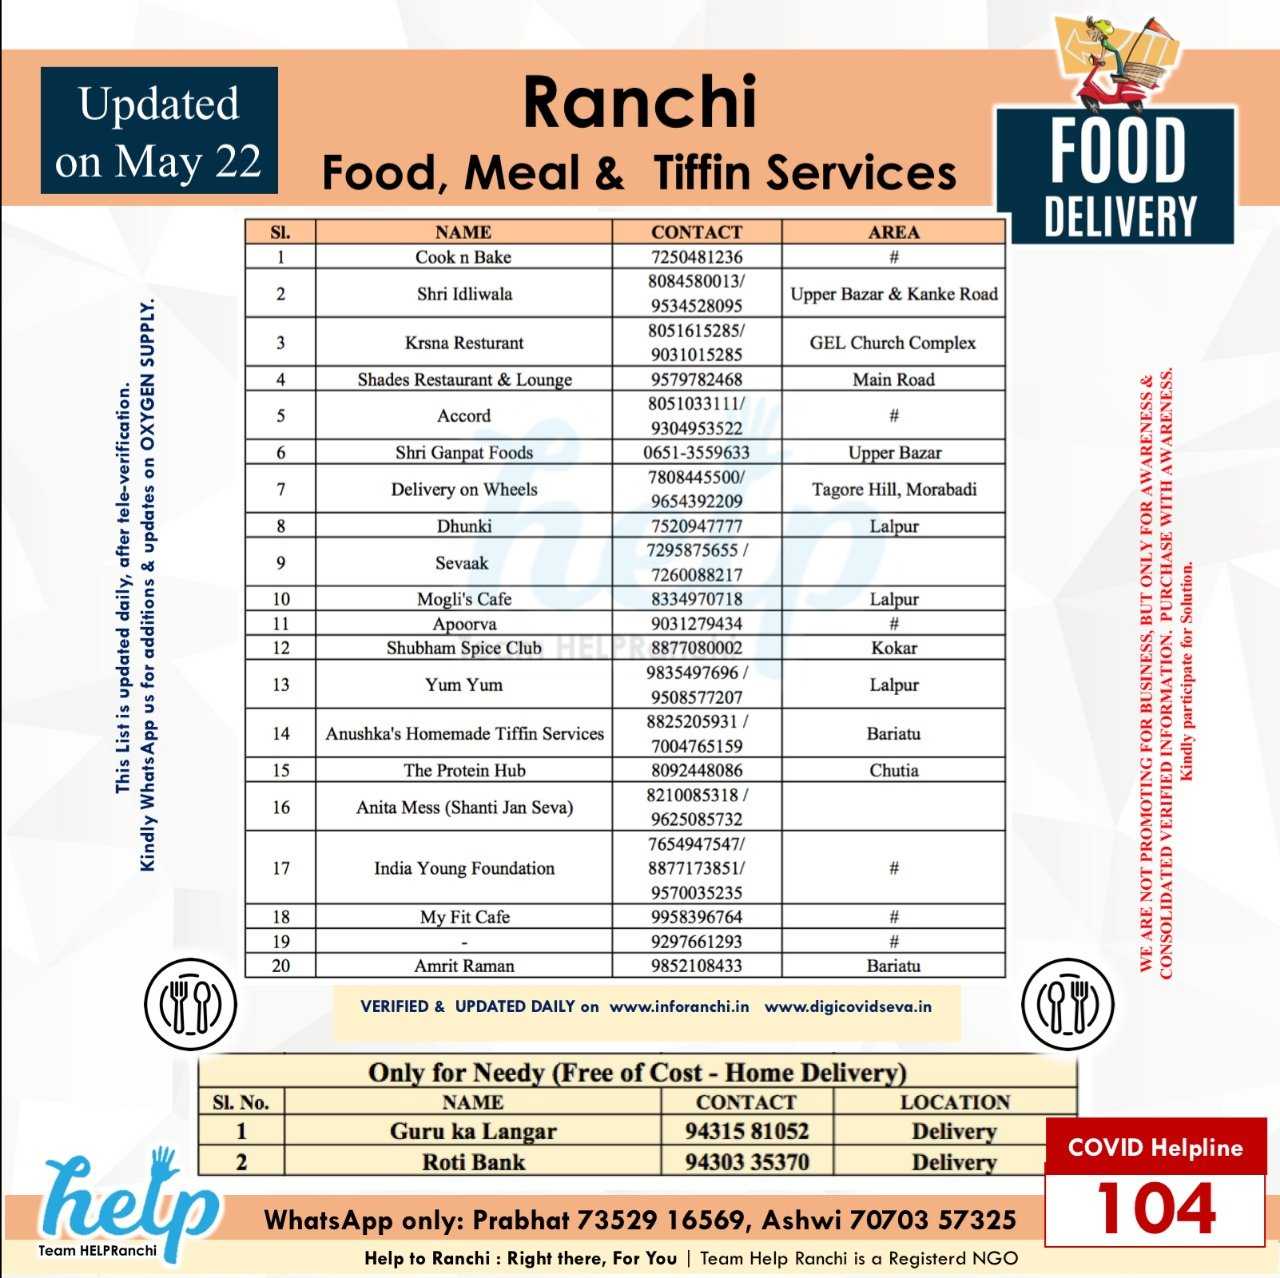 Updated
on May 22
Ranchi
Food, Meal & Tiffin Services
FOOD
DELIVERY
Sl. NAME CONTACT AREA
1 Cook n Bake 7250481236 #
2 Shri Idliwala 8084580013/ 9534528095 Upper Bazar & Kanke Road
3 Krsna Resturant 8051615285/ 9031015285 GEL Church Complex
4 Shades Restaurant & Lounge 9579782468 Main Road
5 Accord 8051033111/ 9304953522 #
6 Shri Ganpat Foods 0651-3559633 Upper Bazar
7 Delivery on Wheels 7808445500/ 9654392209 Tagore Hill, Morabadi
8 Dhunki 7520947777 Lalpur
9 Sevaak 7295875655 / 7260088217
10 Mogli's Cafe 8334970718 Lalpur
11 Apoorva 9031279434 #
12 Shubham Spice Club 8877080002 Kokar
13 Yum Yum 9835497696 / 9508577207 Lalpur
14 Anushka's Homemade Tiffin Services 8825205931 / 7004765159 Bariatu
15 The Protein Hub 8092448086 Chutia
16 Anita Mess (Shanti Jan Seva) 8210085318 / 9625085732
17 India Young Foundation 7654947547/ 8877173851/ 9570035235 #
18 My Fit Cafe 9958396764 #
19 - 9297661293 #
20 Amrit Raman 9852108433 Bariatu
help
Team HELPRanchi
This List is updated daily, after tele-verification.
Kindly WhatsApp us for additions & updates on OXYGEN SUPPLY.
WE ARE NOT PROMOTING FOR BUSINESS, BUT ONLY FOR AWARENESS &
CONSOLIDATED VERIFIED INFORMATION. PURCHASE WITH AWARENESS.
Kindly participate for Solution.
VERIFIED & UPDATED DAILY on www.inforanchi.in www.digicovidseva.in
Only for Needy (Free of Cost - Home Delivery)
Sl. No. NAME CONTACT LOCATION
1 Guru ka Langar 94315 81052 Delivery
2 Roti Bank 94303 35370 Delivery
help
Team HELPRanchi
COVID Helpline
104
WhatsApp only: Prabhat 73529 16569, Ashwi 70703 57325
Help to Ranchi : Right there, For You | Team Help Ranchi is a Registerd NGO